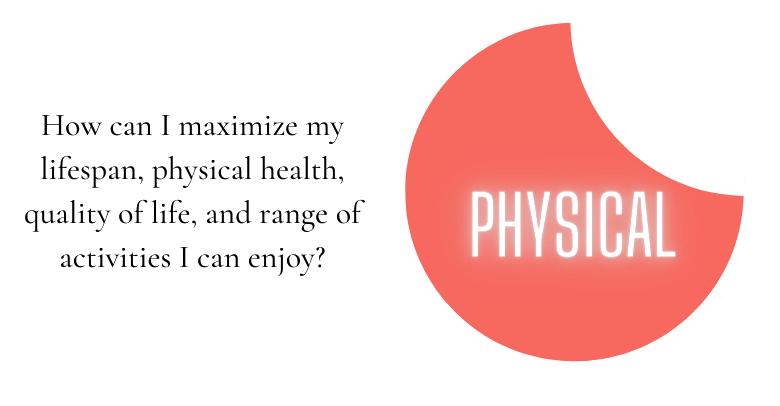 How can I maximize my
lifespan, physical health,
quality of life, and range of
activities I can enjoy?
PHYSICAL